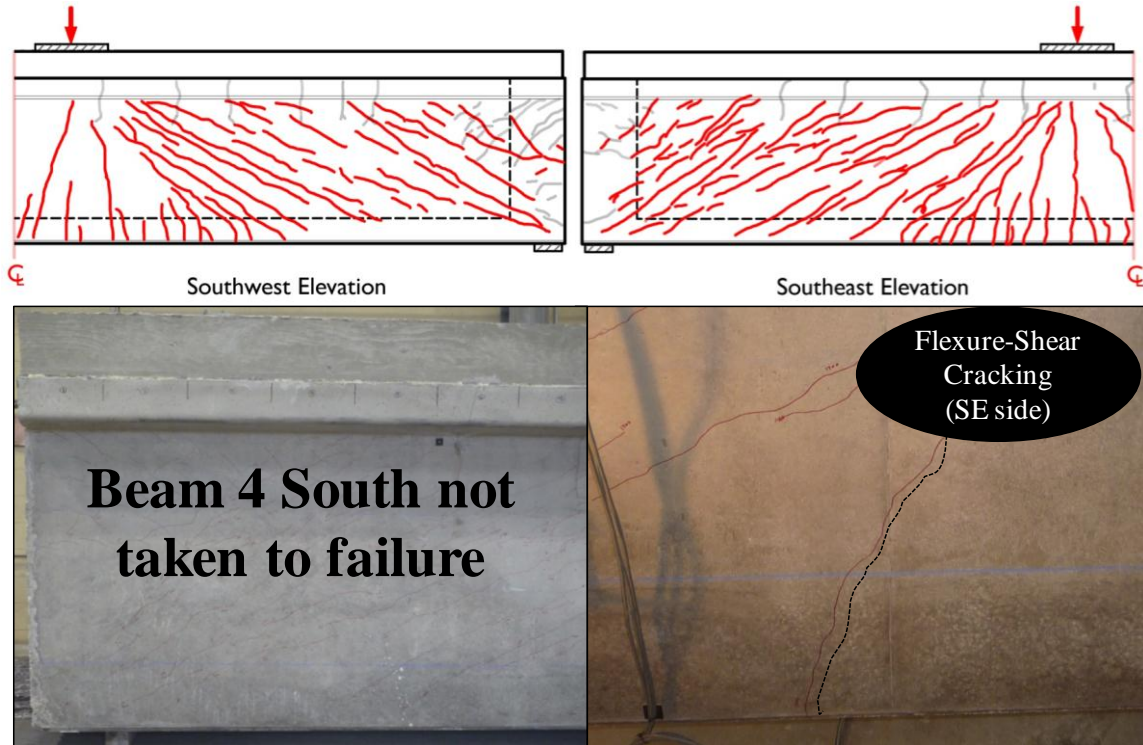 ℄
℄
Southwest Elevation
Southeast Elevation
Beam 4 South not
taken to failure
Flexure-Shear
Cracking
(SE side)